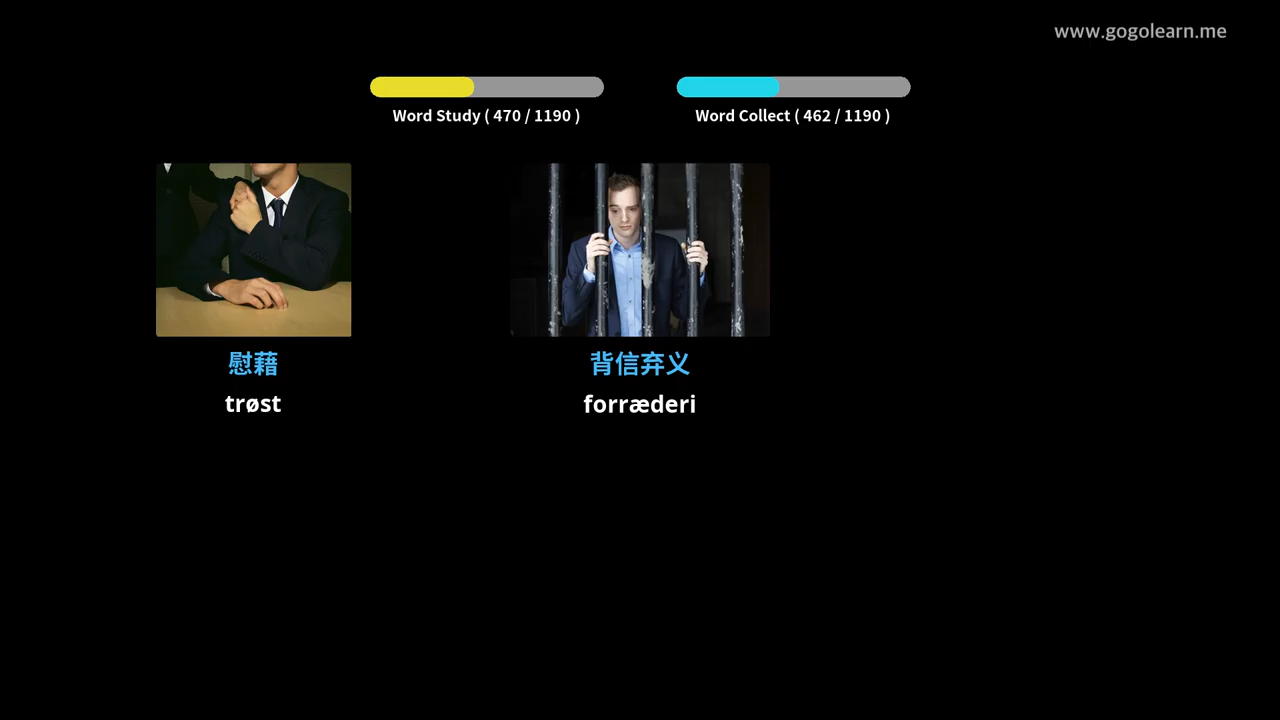 www.gogolearn.me
Word Study ( 470 / 1190 )
Word Collect ( 462 / 1190 )
慰藉
trøst
背信弃义
forræderi